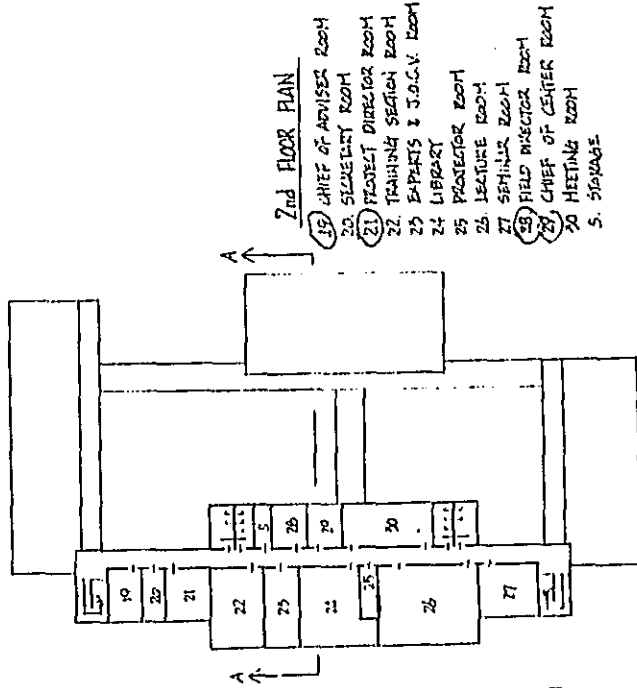 2nd FLOOR PLAN
19 CHIEF OF ADVISER ROOM
20. SECRETARY ROOM
21 PROJECT DIRECTOR ROOM
22. TRAINING SECTION ROOM
23 EXPERTS & J.O.C.V. ROOM
24 LIBRARY
25 PROJECTOR ROOM
26. LECTURE ROOM
27 SEMINAR ROOM
28 FIELD DIRECTOR ROOM
29 CHIEF OF CENTER ROOM
30 MEETING ROOM
S. STORAGE
A
A
S
28
29
30
19
20
21
22
23
24
25
26
27